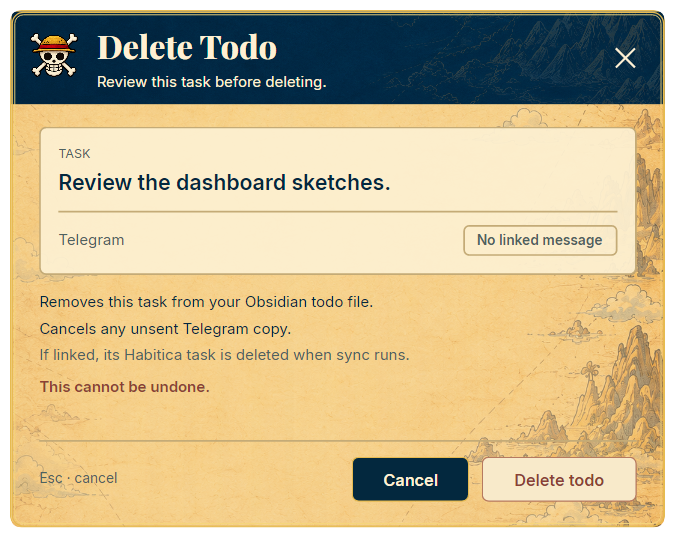 Delete Todo
Review this task before deleting.
TASK
Review the dashboard sketches.
Telegram
No linked message
Removes this task from your Obsidian todo file.
Cancels any unsent Telegram copy.
If linked, its Habitica task is deleted when sync runs.
This cannot be undone.
Esc · cancel
Cancel
Delete todo